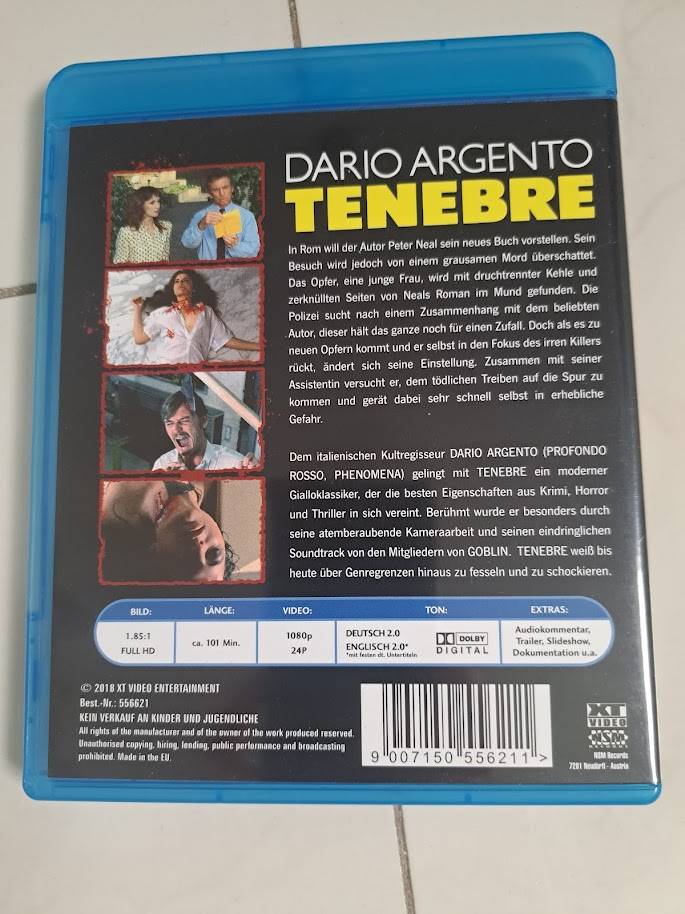 DARIO ARGENTO
TENEBRE
In Rom will der Autor Peter Neal sein neues Buch vorstellen. Sein
Besuch wird jedoch von einem grausamen Mord überschattet.
Das Opfer, eine junge Frau, wird mit druchtrennter Kehle und
zerknüllten Seiten von Neals Roman im Mund gefunden. Die
Polizei sucht nach einem Zusammenhang mit dem beliebten
Autor, dieser hält das ganze noch für einen Zufall. Doch als es zu
neuen Opfern kommt und er selbst in den Fokus des irren Killers
rückt, ändert sich seine Einstellung. Zusammen mit seiner
Assistentin versucht er, dem tödlichen Treiben auf die Spur zu
kommen und gerät dabei sehr schnell selbst in erhebliche
Gefahr.
Dem italienischen Kultregisseur DARIO ARGENTO (PROFONDO
ROSSO, PHENOMENA) gelingt mit TENEBRE ein moderner
Gialloklassiker, der die besten Eigenschaften aus Krimi, Horror
und Thriller in sich vereint. Berühmt wurde er besonders durch
seine atemberaubende Kameraarbeit und seinen eindringlichen
Soundtrack von den Mitgliedern von GOBLIN. TENEBRE weiß bis
heute über Genregrenzen hinaus zu fesseln und zu schockieren.
BILD: LÄNGE: VIDEO: TON: EXTRAS:
1.85:1
FULL HD
ca. 101 Min.
1080p
24P
DEUTSCH 2.0
ENGLISCH 2.0*
*mit festen dt. Untertiteln
DOLBY
DIGITAL
Audiokommentar,
Trailer, Slideshow,
Dokumentation u.a.
© 2018 XT VIDEO ENTERTAINMENT
Best.-Nr.: 556621
KEIN VERKAUF AN KINDER UND JUGENDLICHE
All rights of the manufacturer and of the owner of the work produced reserved.
Unauthorised copying, hiring, lending, public performance and broadcasting
prohibited. Made in the EU.
9 007150 556211 >
XT
VIDEO
NSM
RECORDS
NSM Records
7201 Neudörfl - Austria